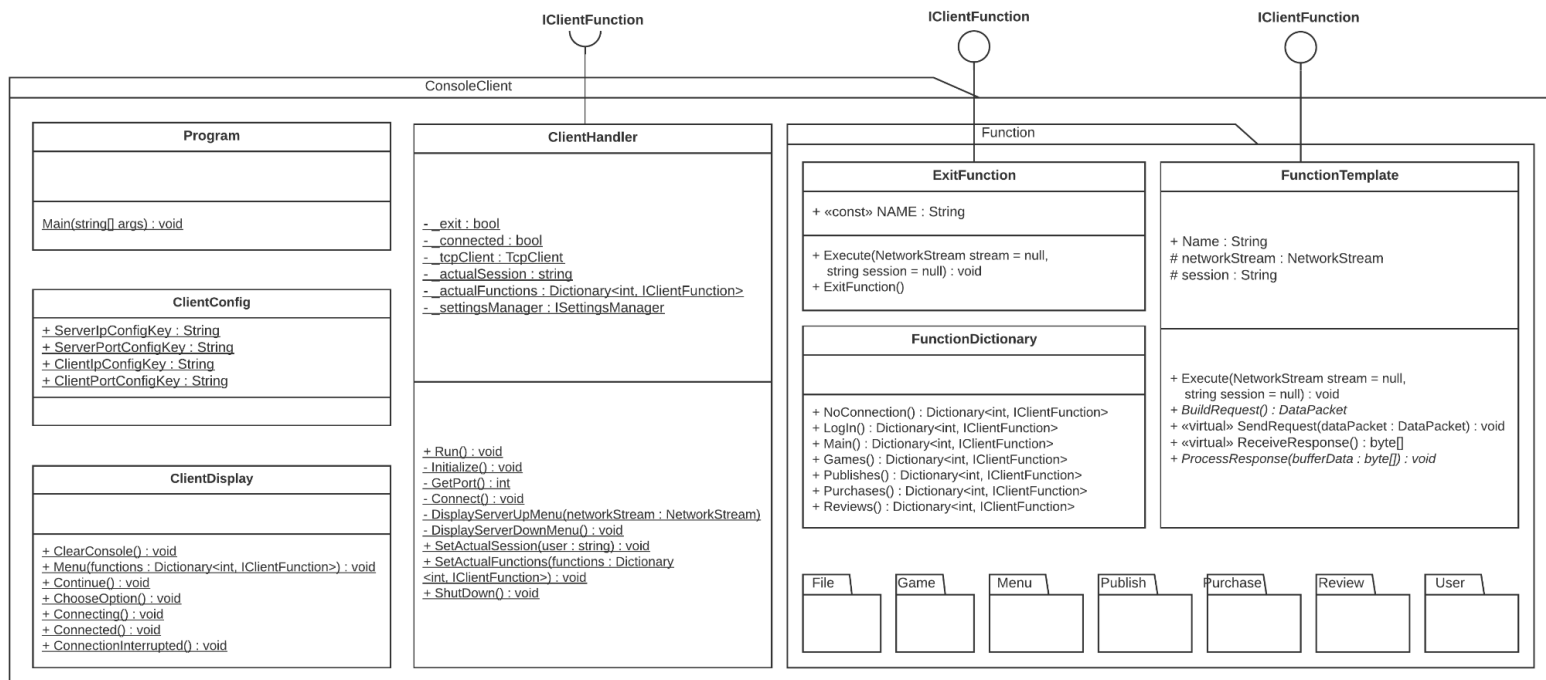 IClientFunction
IClientFunction
IClientFunction
ConsoleClient
Program
Main(string[] args) : void
ClientConfig
+ ServerIpConfigKey : String
+ ServerPortConfigKey : String
+ ClientIpConfigKey : String
+ ClientPortConfigKey : String
ClientDisplay
+ ClearConsole() : void
+ Menu(functions : Dictionary<int, IClientFunction>) : void
+ Continue() : void
+ ChooseOption() : void
+ Connecting() : void
+ Connected() : void
+ ConnectionInterrupted() : void
ClientHandler
- _exit : bool
- _connected : bool
- _tcpClient : TcpClient
- _actualSession : string
- _actualFunctions : Dictionary<int, IClientFunction>
- _settingsManager : ISettingsManager
+ Run() : void
- Initialize() : void
- GetPort() : int
- Connect() : void
- DisplayServerUpMenu(networkStream : NetworkStream)
- DisplayServerDownMenu() : void
+ SetActualSession(user : string) : void
+ SetActualFunctions(functions : Dictionary
<int, IClientFunction>) : void
+ ShutDown() : void
Function
ExitFunction
+ «const» NAME : String
+ Execute(NetworkStream stream = null,
string session = null) : void
+ ExitFunction()
FunctionDictionary
+ NoConnection() : Dictionary<int, IClientFunction>
+ LogIn() : Dictionary<int, IClientFunction>
+ Main() : Dictionary<int, IClientFunction>
+ Games() : Dictionary<int, IClientFunction>
+ Publishes() : Dictionary<int, IClientFunction>
+ Purchases() : Dictionary<int, IClientFunction>
+ Reviews() : Dictionary<int, IClientFunction>
FunctionTemplate
+ Name : String
# networkStream : NetworkStream
# session : String
+ Execute(NetworkStream stream = null,
string session = null) : void
+ BuildRequest() : DataPacket
+ «virtual» SendRequest(dataPacket : DataPacket) : void
+ «virtual» ReceiveResponse() : byte[]
+ ProcessResponse(bufferData : byte[]) : void
File
Game
Menu
Publish
Purchase
Review
User